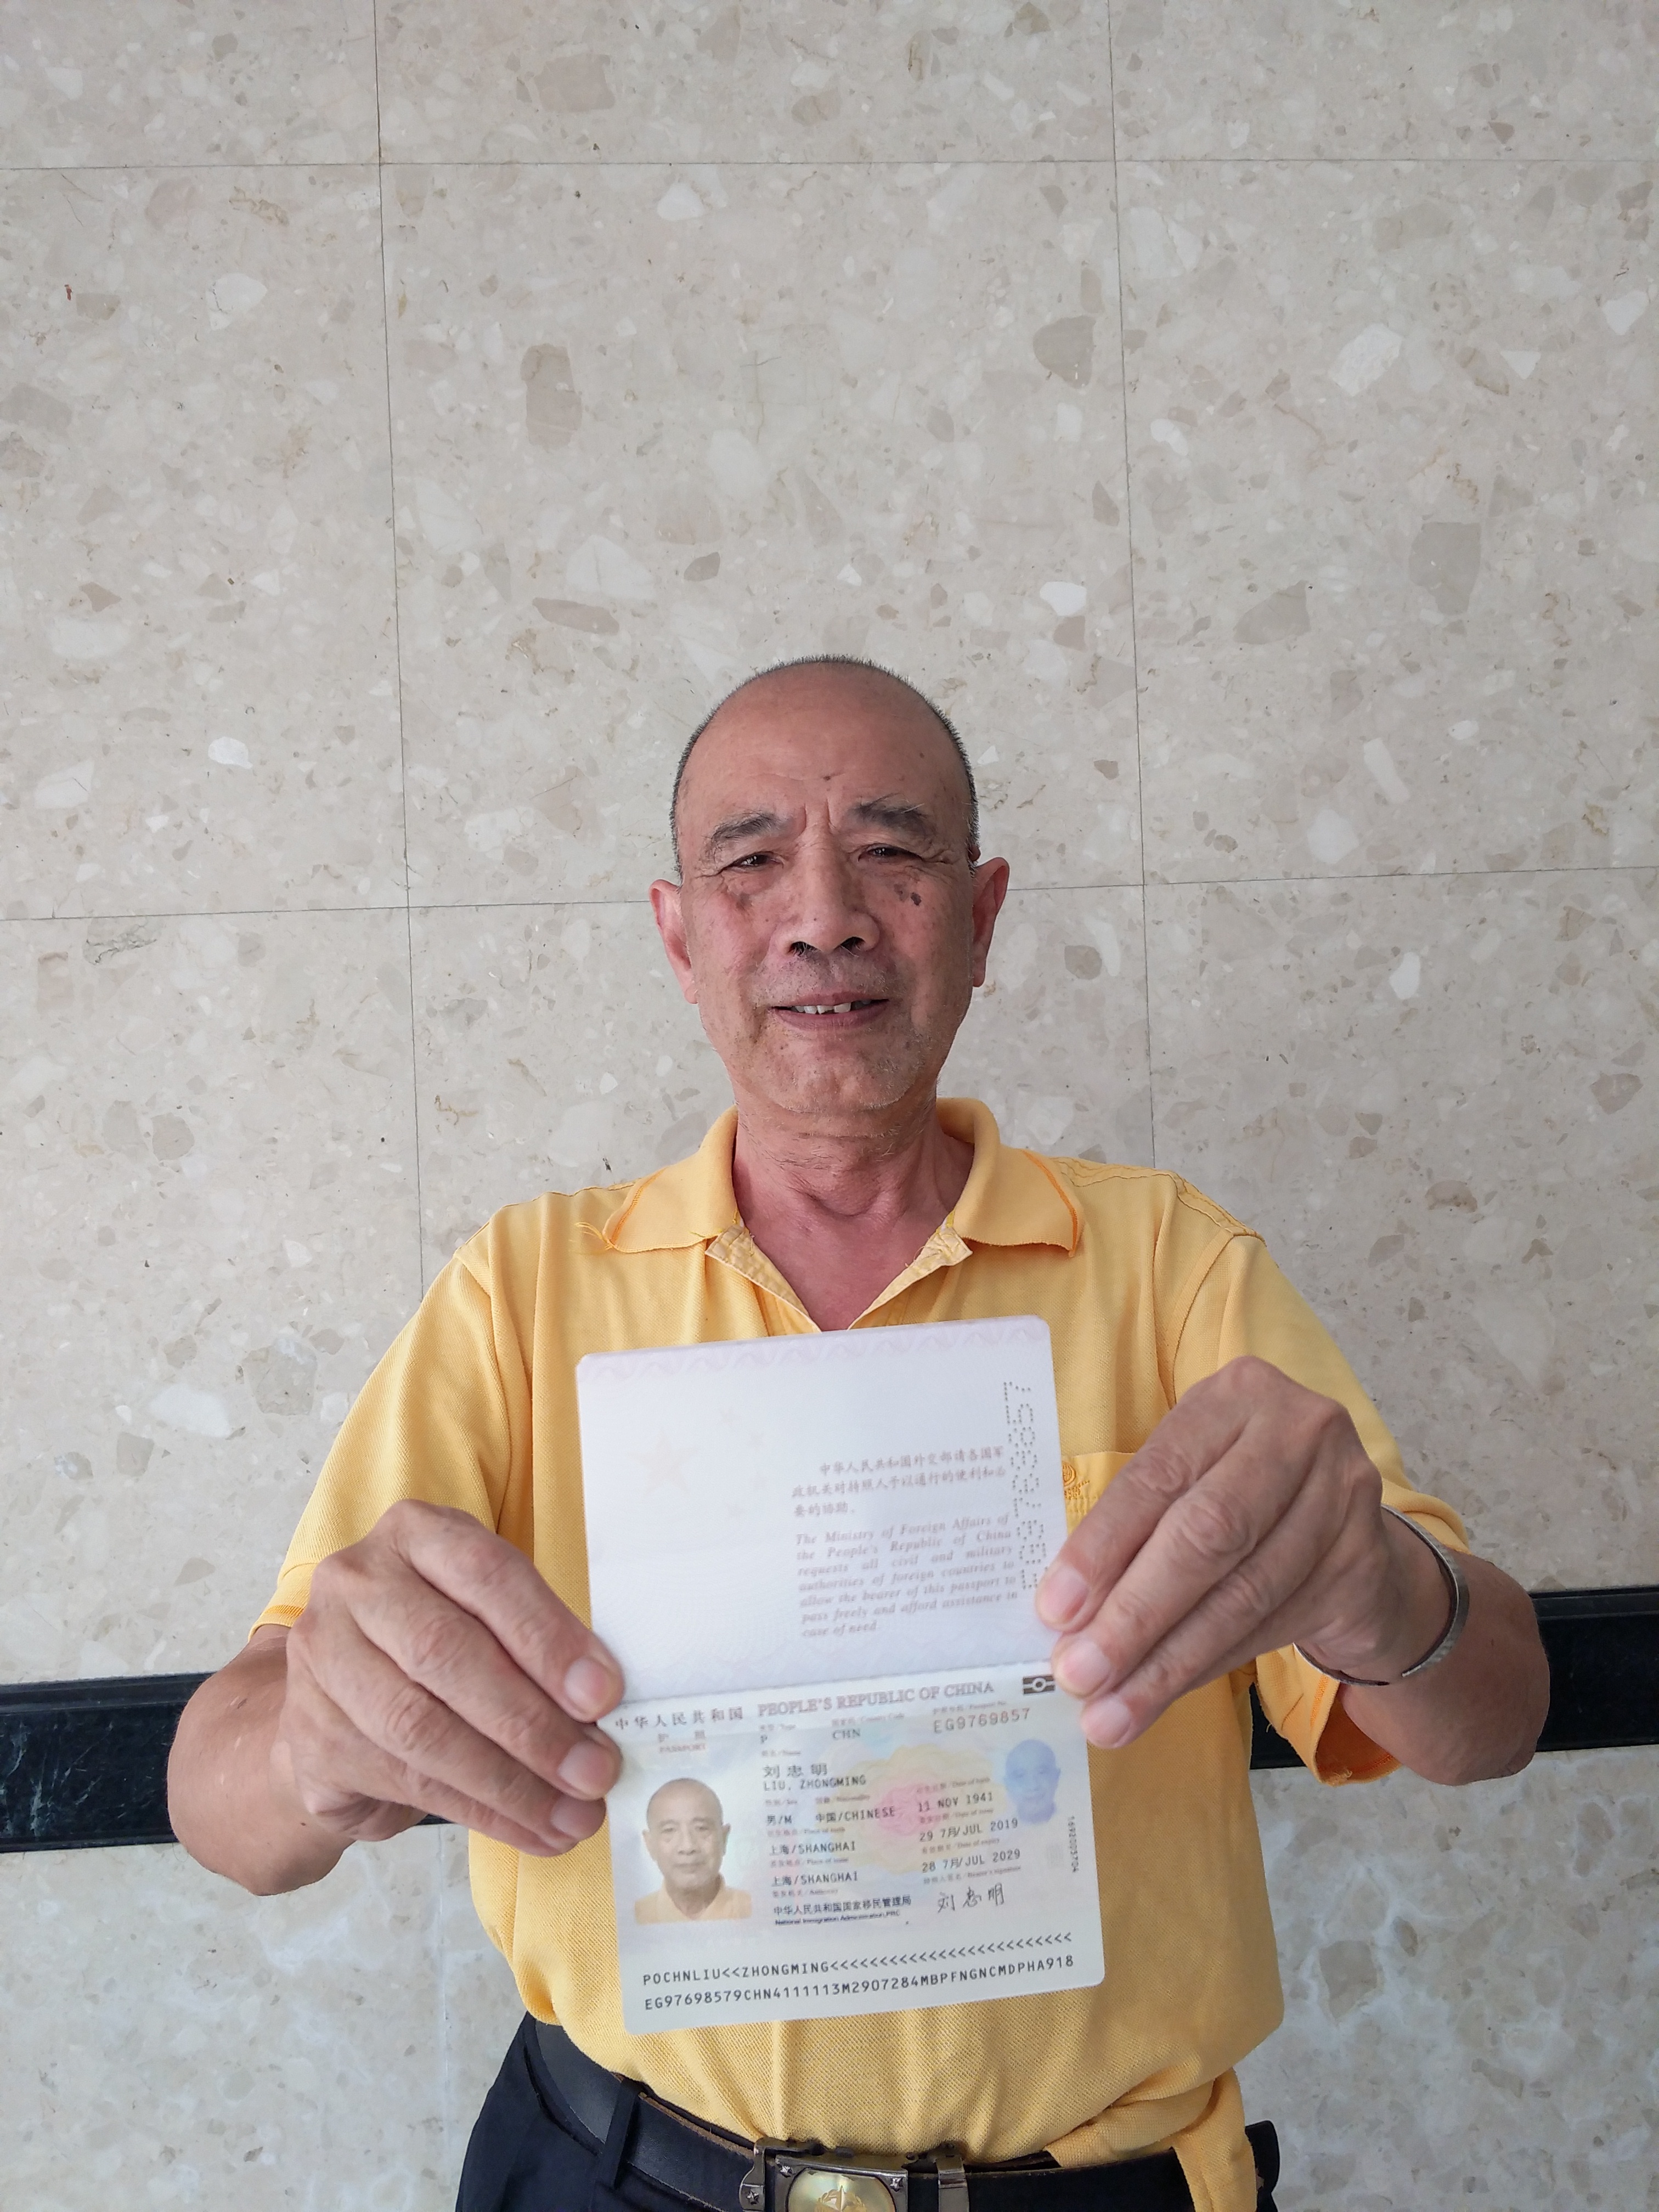 中华人民共和国外交部请各国军
政机关对持照人予以通行的便利和必
要的协助。
The Ministry of Foreign Affairs of
the People's Republic of China
requests all civil and military
authorities of foreign countries to
allow the bearer of this passport to
pass freely and afford assistance in
case of need.
EG9769857
中华人民共和国 PEOPLE'S REPUBLIC OF CHINA
护 照
PASSPORT
类型/Type
国家码/Country Code
护照号码/Passport No.
P
CHN
EG9769857
姓名/Name
刘忠明
LIU, ZHONGMING
性别/Sex
国籍/Nationality
出生日期/Date of birth
男/M
中国/CHINESE
11 NOV 1941
出生地点/Place of birth
签发日期/Date of issue
上海/SHANGHAI
29 7月/JUL 2019
签发地点/Place of issue
有效期至/Date of expiry
上海/SHANGHAI
28 7月/JUL 2029
签发机关/Authority
持照人签名/Bearer's signature
中华人民共和国国家移民管理局
National Immigration Administration,PRC
刘忠明
POCHNLIU<<ZHONGMING<<<<<<<<<<<<<<<<<<<<<<<<<
EG97698579CHN4111113M2907284MBPFNGNCMDPHA918